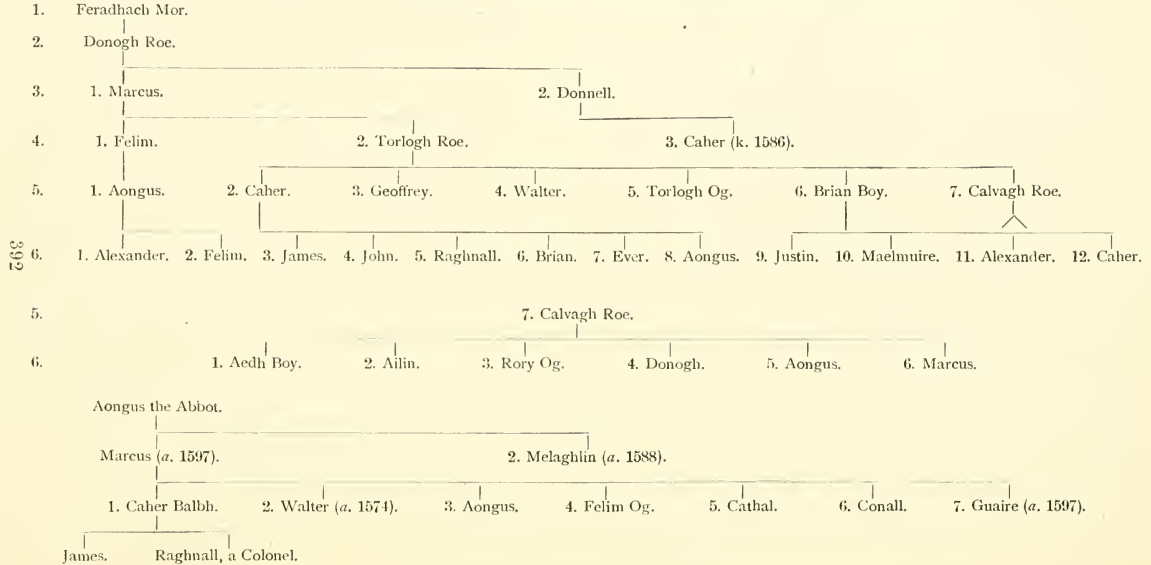 1. Feradhach Mor.
2. Donogh Roe.
3. 1. Marcus. 2. Donnell.
4. 1. Felim. 2. Torlogh Roe. 3. Caher (k. 1586).
5. 1. Aongus. 2. Caher. 3. Geoffrey. 4. Walter. 5. Torlogh Og. 6. Brian Boy. 7. Calvagh Roe.
6. 1. Alexander. 2. Felim. 3. James. 4. John. 5. Raghnall. 6. Brian. 7. Ever. 8. Aongus. 9. Justin. 10. Maelmuire. 11. Alexander. 12. Caher.
392
5. 7. Calvagh Roe.
6. 1. Aedh Boy. 2. Ailin. 3. Rory Og. 4. Donogh. 5. Aongus. 6. Marcus.
Aongus the Abbot.
Marcus (a. 1597). 2. Melaghlin (a. 1588).
1. Caher Balbh. 2. Walter (a. 1574). 3. Aongus. 4. Felim Og. 5. Cathal. 6. Conall. 7. Guaire (a. 1597).
James. Raghnall, a Colonel.